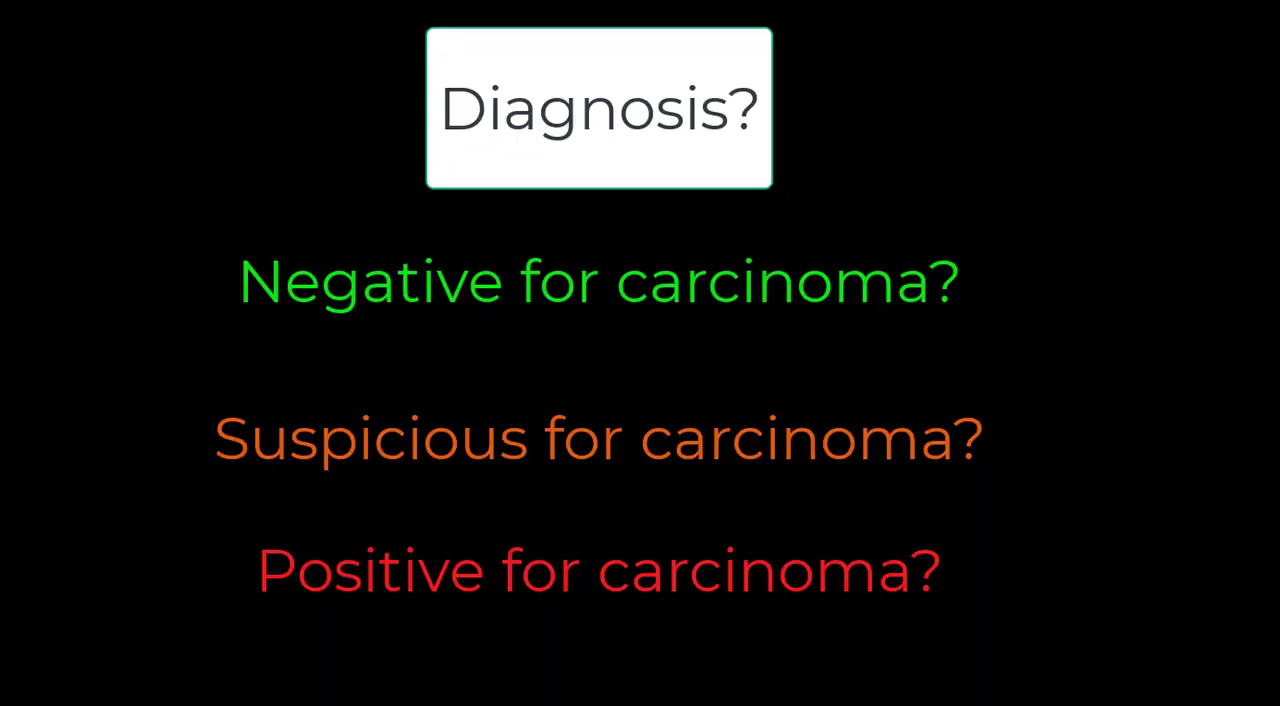 Diagnosis?
Negative for carcinoma?
Suspicious for carcinoma?
Positive for carcinoma?